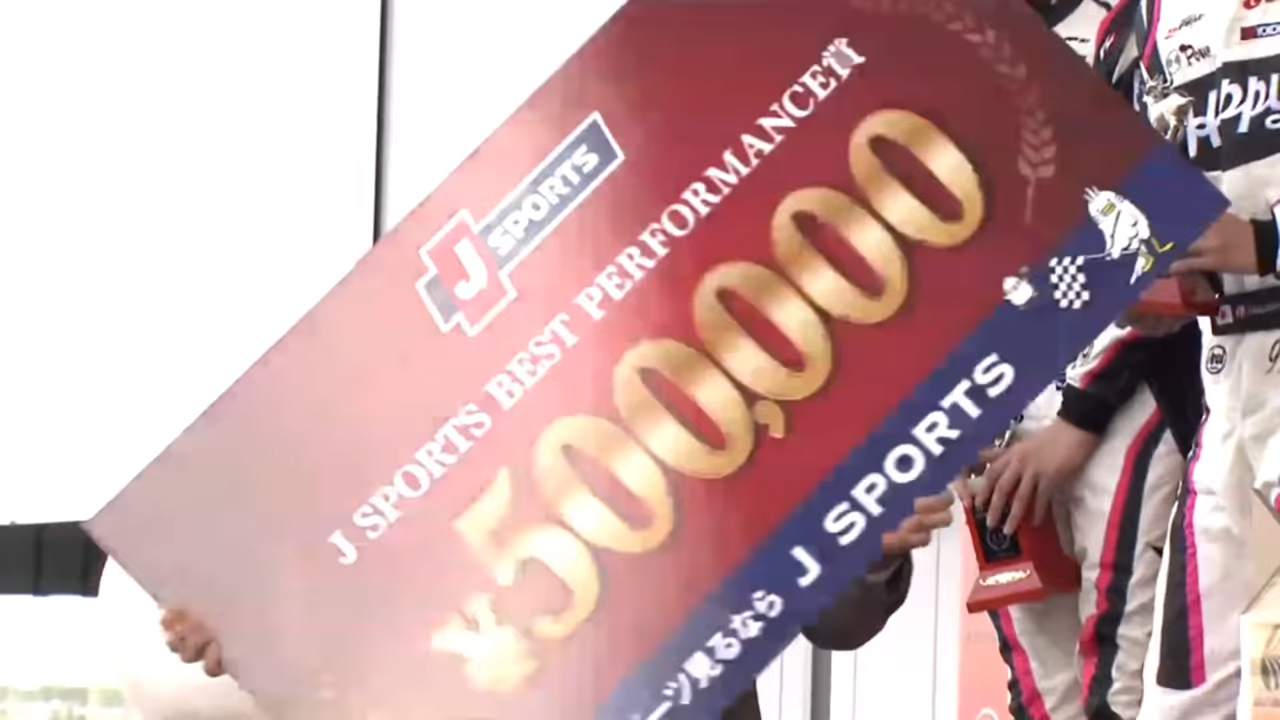 J SPORTS
J SPORTS BEST PERFORMANCE賞
¥500,000
ーツ見るなら J SPORTS
Happy